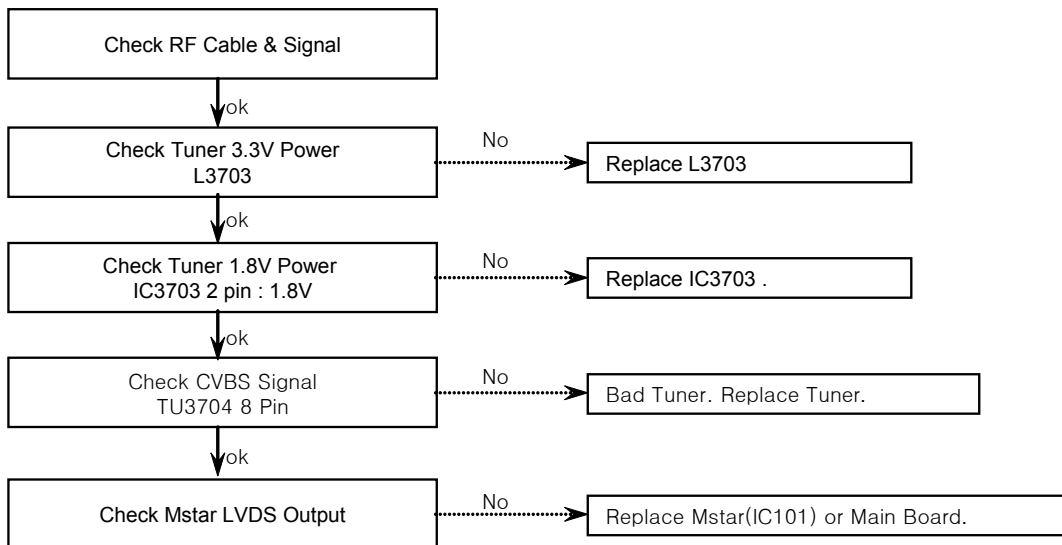 Check RF Cable & Signal
ok
Check Tuner 3.3V Power
L3703
No
Replace L3703
ok
Check Tuner 1.8V Power
IC3703 2 pin : 1.8V
No
Replace IC3703 .
ok
Check CVBS Signal
TU3704 8 Pin
No
Bad Tuner. Replace Tuner.
ok
Check Mstar LVDS Output
No
Replace Mstar(IC101) or Main Board.